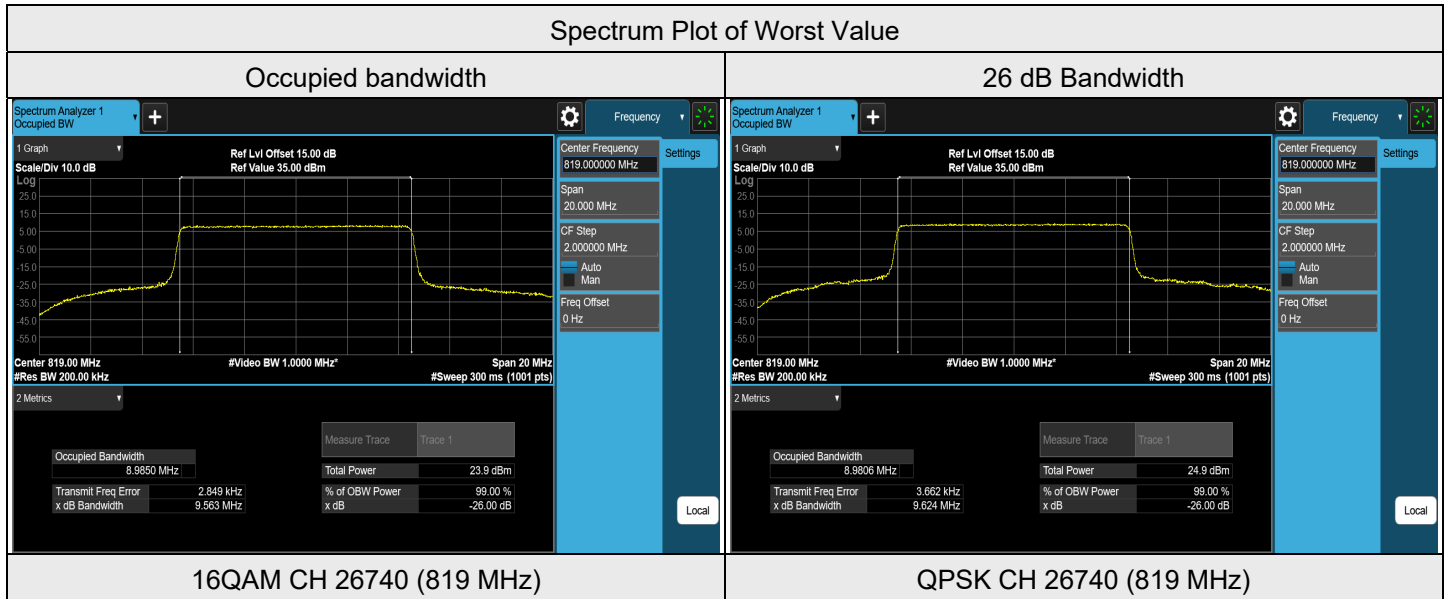 Spectrum Plot of Worst Value
Occupied bandwidth
26 dB Bandwidth
Spectrum Analyzer 1
Occupied BW
+
Frequency
1 Graph
Ref Lvl Offset 15.00 dB
Scale/Div 10.0 dB
Ref Value 35.00 dBm
Log
25.0
15.0
5.00
-5.00
-15.0
-25.0
-35.0
-45.0
-55.0
Center 819.00 MHz
#Video BW 1.0000 MHz*
Span 20 MHz
#Res BW 200.00 kHz
#Sweep 300 ms (1001 pts)
Center Frequency
819.000000 MHz
Settings
Span
20.000 MHz
CF Step
2.000000 MHz
Auto
Man
Freq Offset
0 Hz
Local
2 Metrics
Measure Trace Trace 1
Occupied Bandwidth
8.9850 MHz
Total Power 23.9 dBm
Transmit Freq Error 2.849 kHz
% of OBW Power 99.00 %
x dB Bandwidth 9.563 MHz
x dB -26.00 dB
16QAM CH 26740 (819 MHz)
Spectrum Analyzer 1
Occupied BW
+
Frequency
1 Graph
Ref Lvl Offset 15.00 dB
Scale/Div 10.0 dB
Ref Value 35.00 dBm
Log
25.0
15.0
5.00
-5.00
-15.0
-25.0
-35.0
-45.0
-55.0
Center 819.00 MHz
#Video BW 1.0000 MHz*
Span 20 MHz
#Res BW 200.00 kHz
#Sweep 300 ms (1001 pts)
Center Frequency
819.000000 MHz
Settings
Span
20.000 MHz
CF Step
2.000000 MHz
Auto
Man
Freq Offset
0 Hz
Local
2 Metrics
Measure Trace Trace 1
Occupied Bandwidth
8.9806 MHz
Total Power 24.9 dBm
Transmit Freq Error 3.662 kHz
% of OBW Power 99.00 %
x dB Bandwidth 9.624 MHz
x dB -26.00 dB
QPSK CH 26740 (819 MHz)